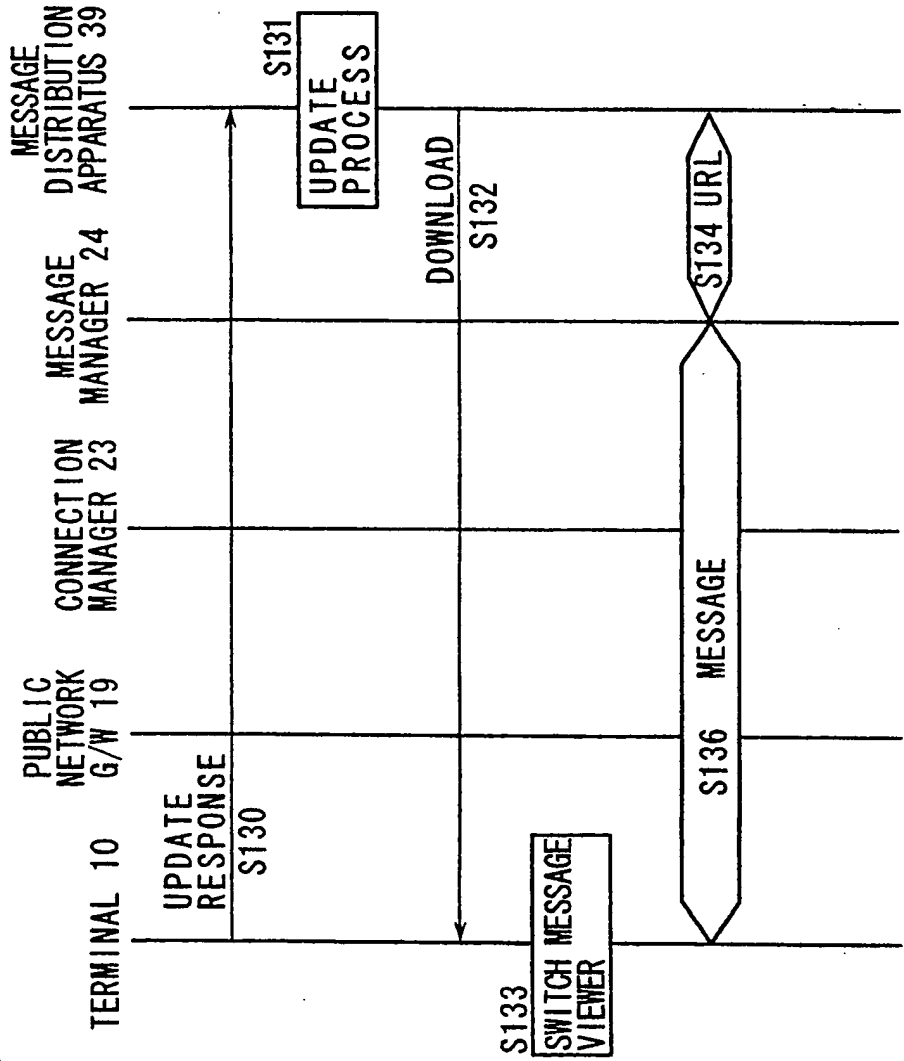 TERMINAL 10
PUBLIC
NETWORK
G/W 19
CONNECTION
MANAGER 23
MESSAGE
MANAGER 24
MESSAGE
DISTRIBUTION
APPARATUS 39
UPDATE
RESPONSE
S130
S131
UPDATE
PROCESS
DOWNLOAD
S132
S133
SWITCH MESSAGE
VIEWER
S136 MESSAGE
S134 URL